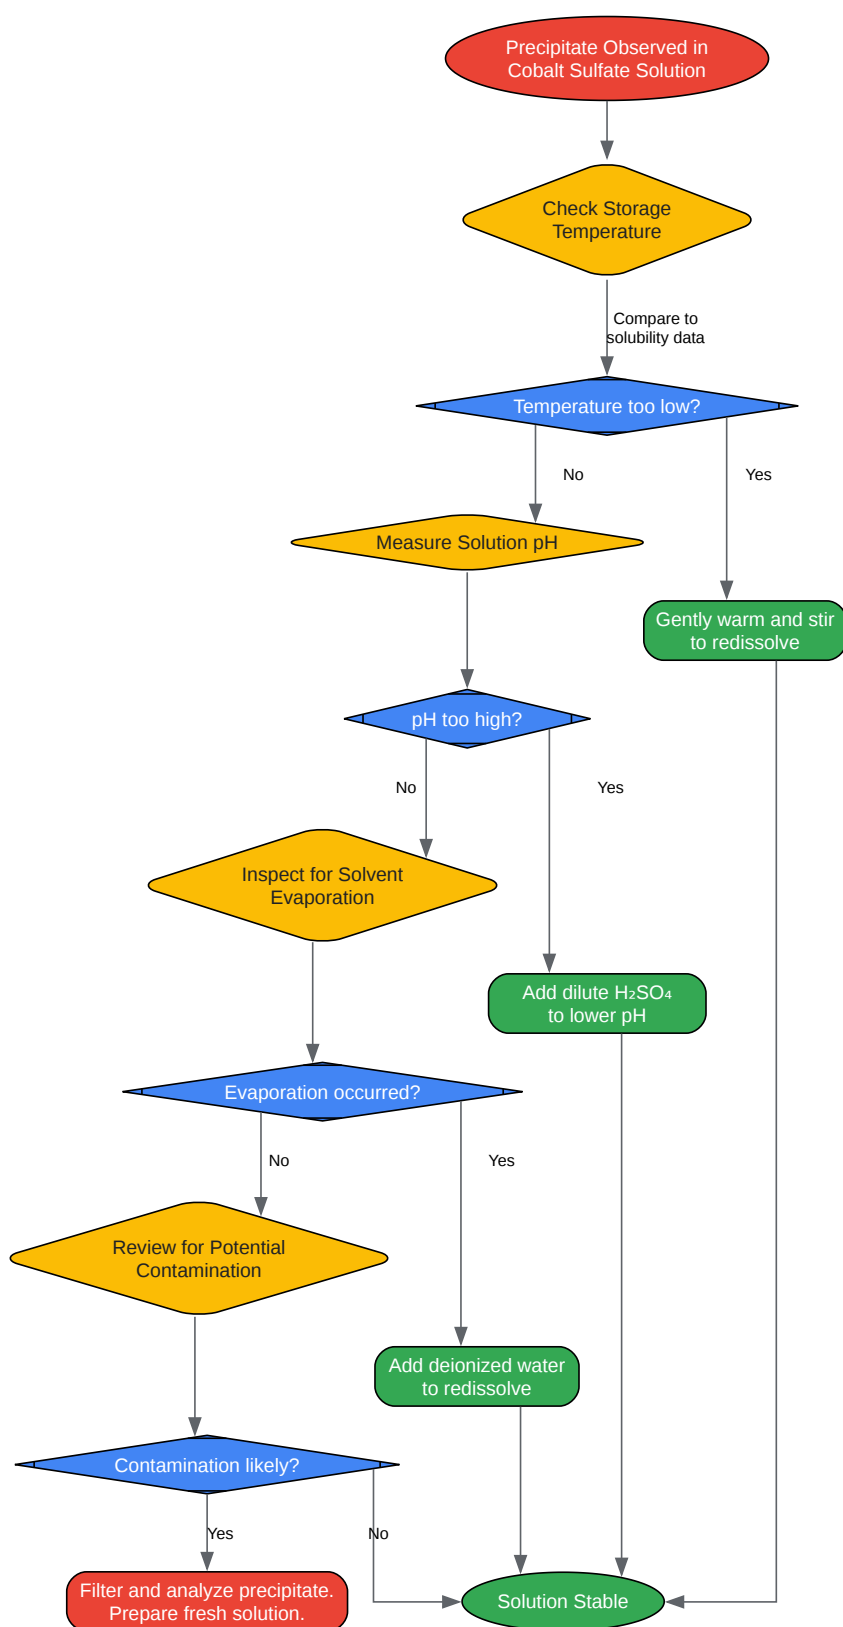 Precipitate Observed in
Cobalt Sulfate Solution
Check Storage
Temperature
Compare to
solubility data
Temperature too low?
No
Yes
Measure Solution pH
Gently warm and stir
to redissolve
pH too high?
No
Yes
Inspect for Solvent
Evaporation
Add dilute H₂SO₄
to lower pH
Evaporation occurred?
No
Yes
Review for Potential
Contamination
Add deionized water
to redissolve
Contamination likely?
Yes
No
Filter and analyze precipitate.
Prepare fresh solution.
Solution Stable